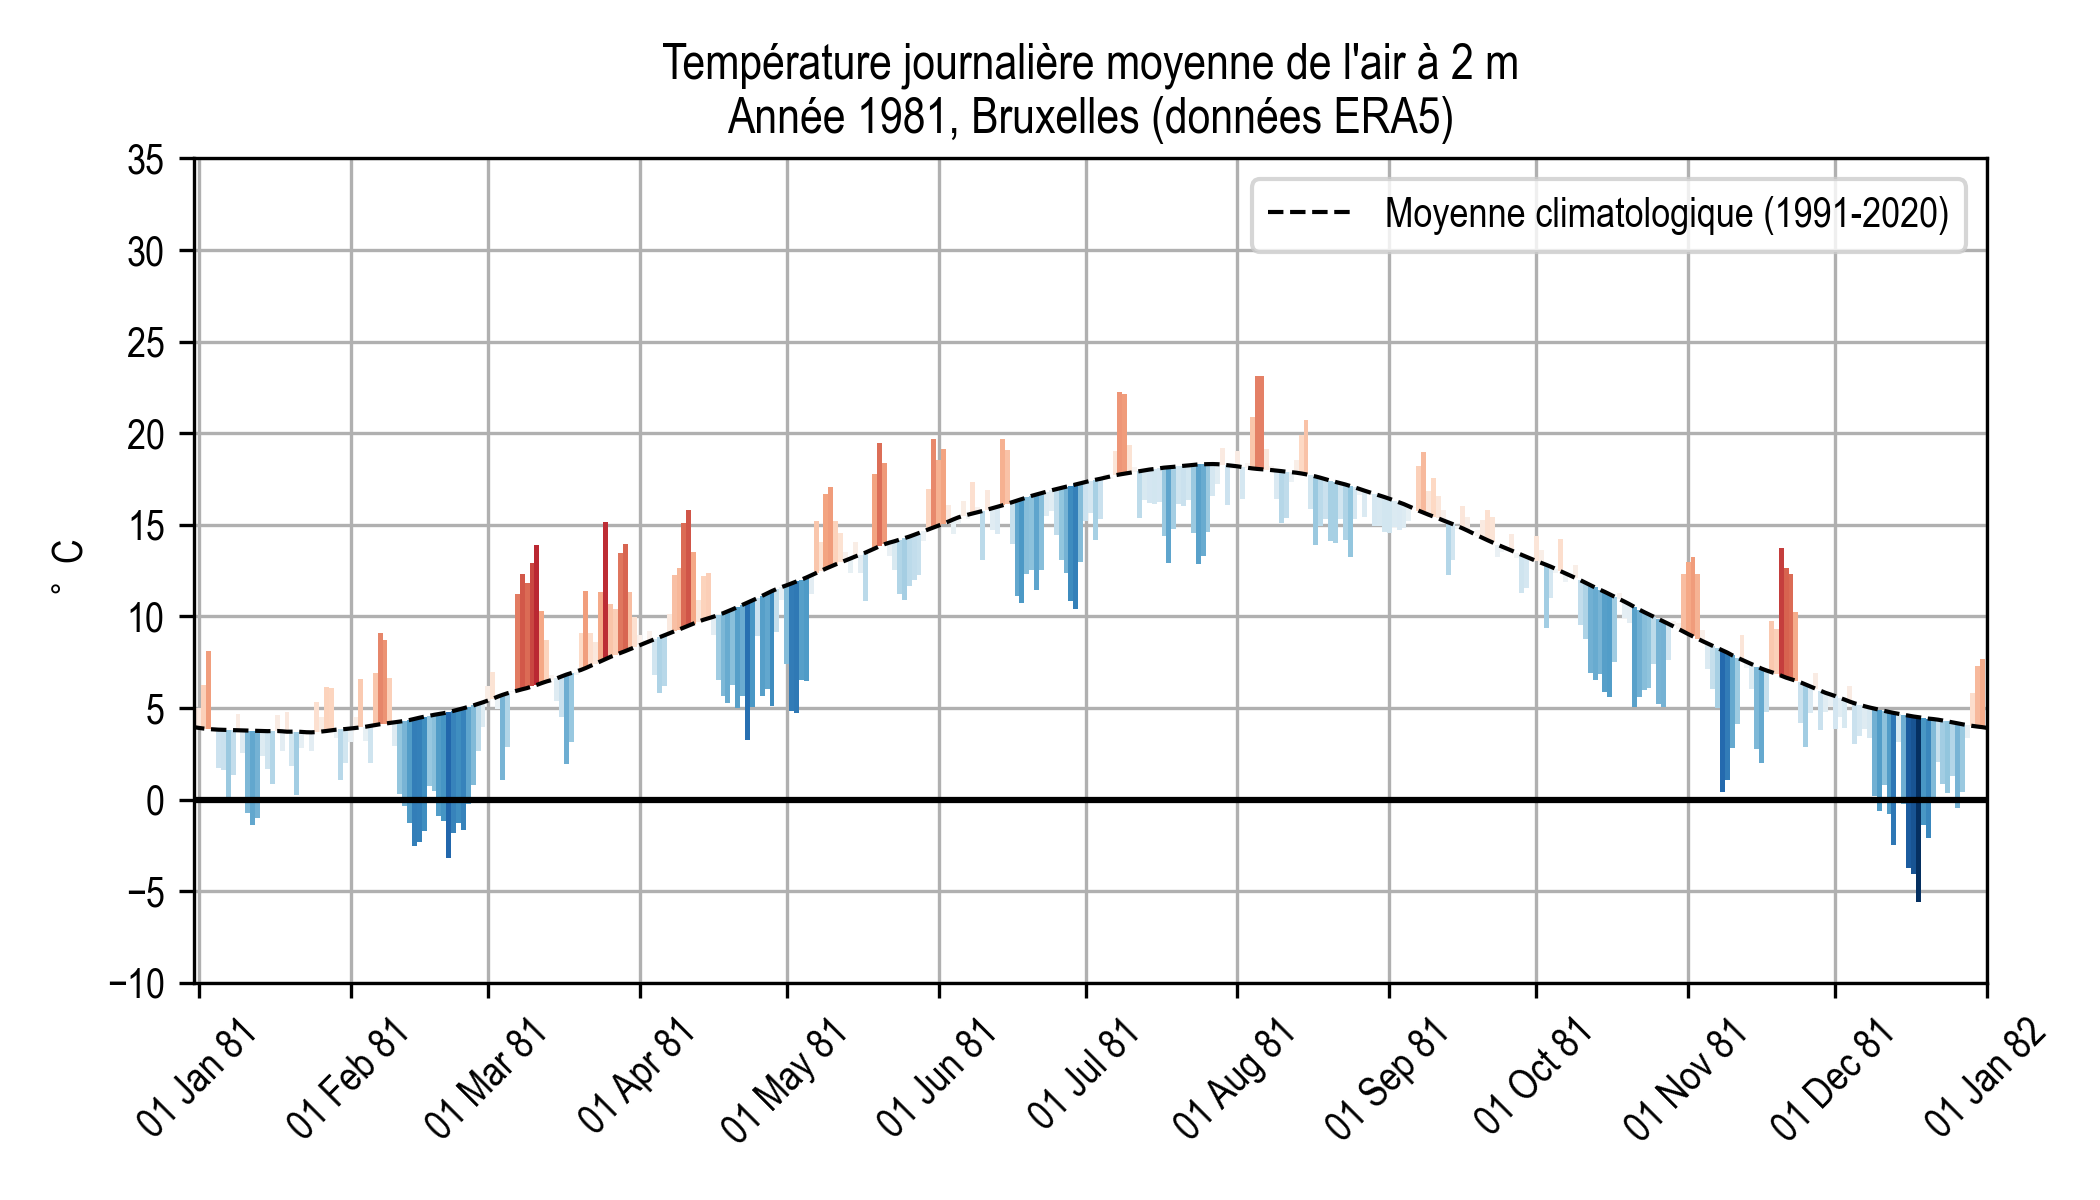 Température journalière moyenne de l'air à 2 m
Année 1981, Bruxelles (données ERA5)
Moyenne climatologique (1991-2020)
° C
35
30
25
20
15
10
5
0
−5
−10
01 Jan 81
01 Feb 81
01 Mar 81
01 Apr 81
01 May 81
01 Jun 81
01 Jul 81
01 Aug 81
01 Sep 81
01 Oct 81
01 Nov 81
01 Dec 81
01 Jan 82